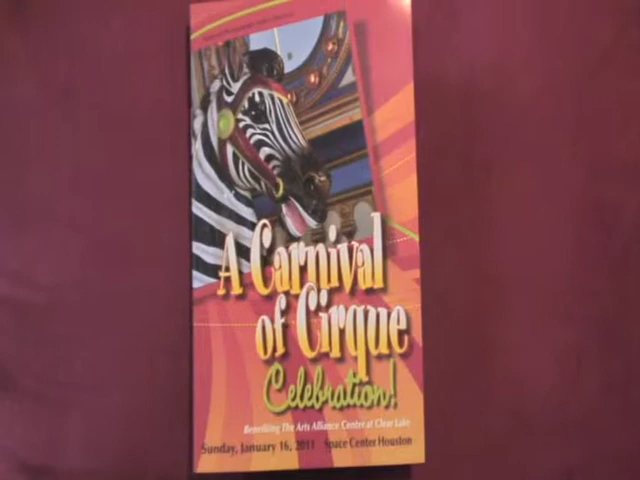 A Carnival
of Cirque
Celebration!
Benefiting The Arts Alliance Center at Clear Lake
Sunday, January 16, 2011 Space Center Houston